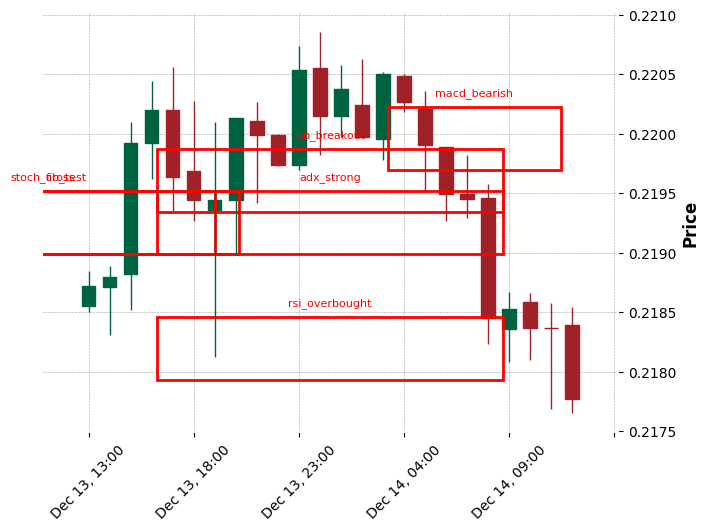 0.2210
0.2205
macd_bearish
0.2200
bb_breakout
stoch_
adx_strong
0.2195
0.2190
Price
rsi_overbought
0.2185
0.2180
0.2175
Dec 13, 13:00
Dec 13, 18:00
Dec 13, 23:00
Dec 14, 04:00
Dec 14, 09:00